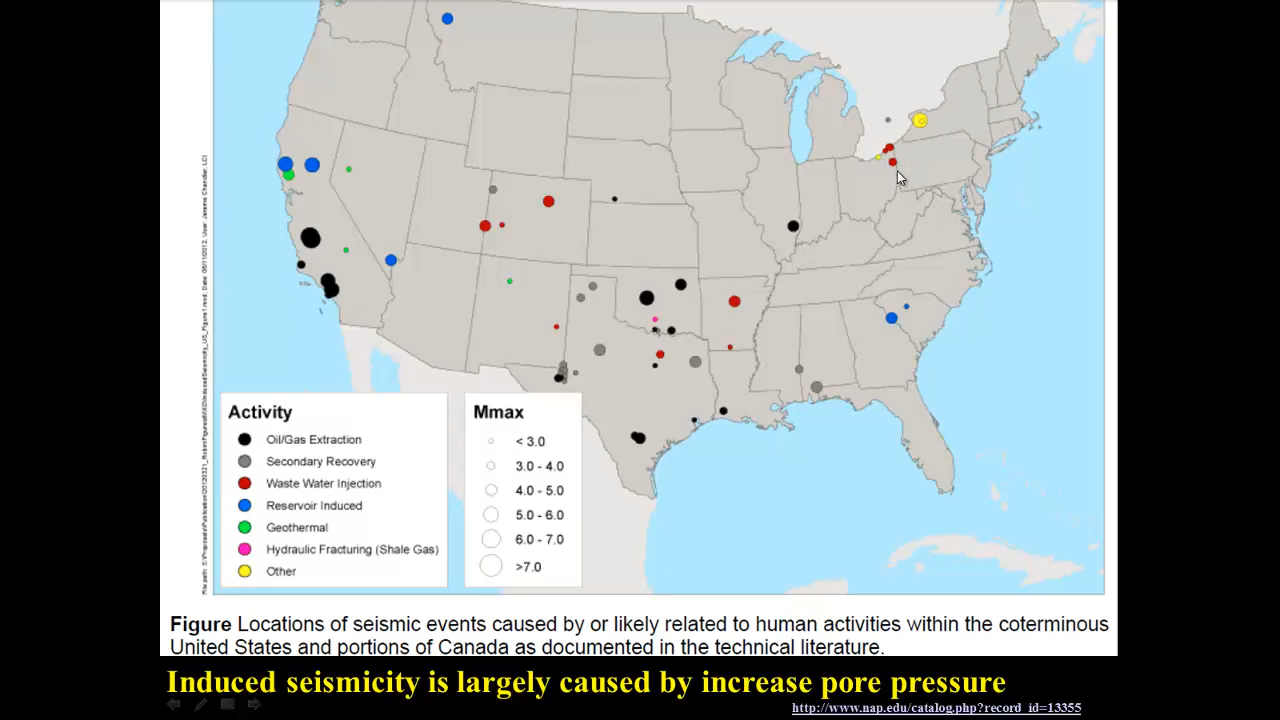 Activity
Oil/Gas Extraction
Secondary Recovery
Waste Water Injection
Reservoir Induced
Geothermal
Hydraulic Fracturing (Shale Gas)
Other
Mmax
< 3.0
3.0 - 4.0
4.0 - 5.0
5.0 - 6.0
6.0 - 7.0
>7.0
Figure Locations of seismic events caused by or likely related to human activities within the coterminous
United States and portions of Canada as documented in the technical literature.
Induced seismicity is largely caused by increase pore pressure
http://www.nap.edu/catalog.php?record_id=13355